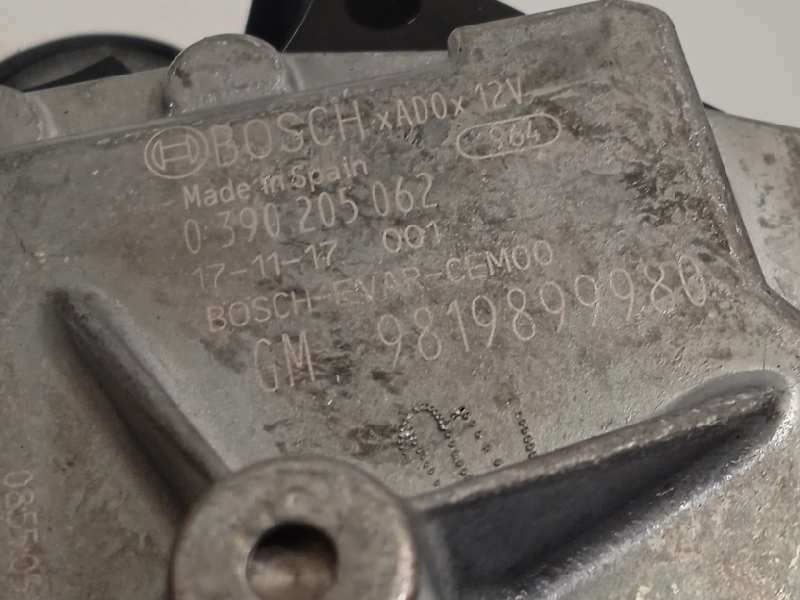 BOSCH xADOx 12V
964
Made in Spain
0 390 205 062
17-11-17 001
BOSCH-EVAR-CEM00
GM 9819899980